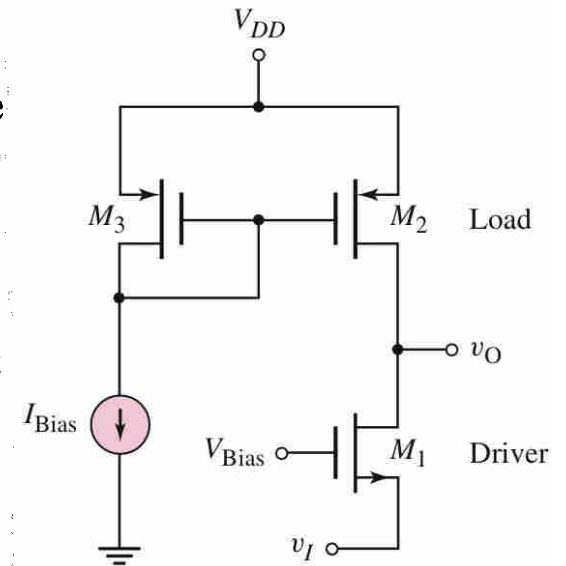 V_DD
M_3
M_2 Load
v_O
I_Bias
V_Bias
M_1 Driver
v_I